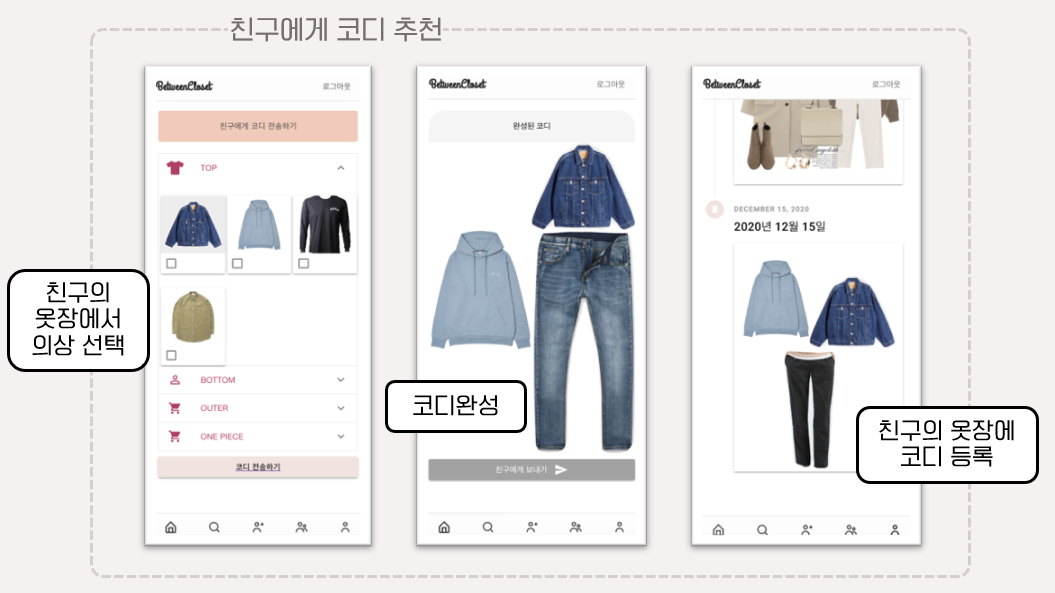 친구에게 코디 추천
BetweenCloset
로그아웃
친구에게 코디 전송하기
TOP
BOTTOM
OUTER
ONE PIECE
코디 전송하기
친구의
옷장에서
의상 선택
BetweenCloset
로그아웃
완성된 코디
친구에게 보내기
코디완성
BetweenCloset
로그아웃
DECEMBER 15, 2020
2020년 12월 15일
친구의 옷장에
코디 등록